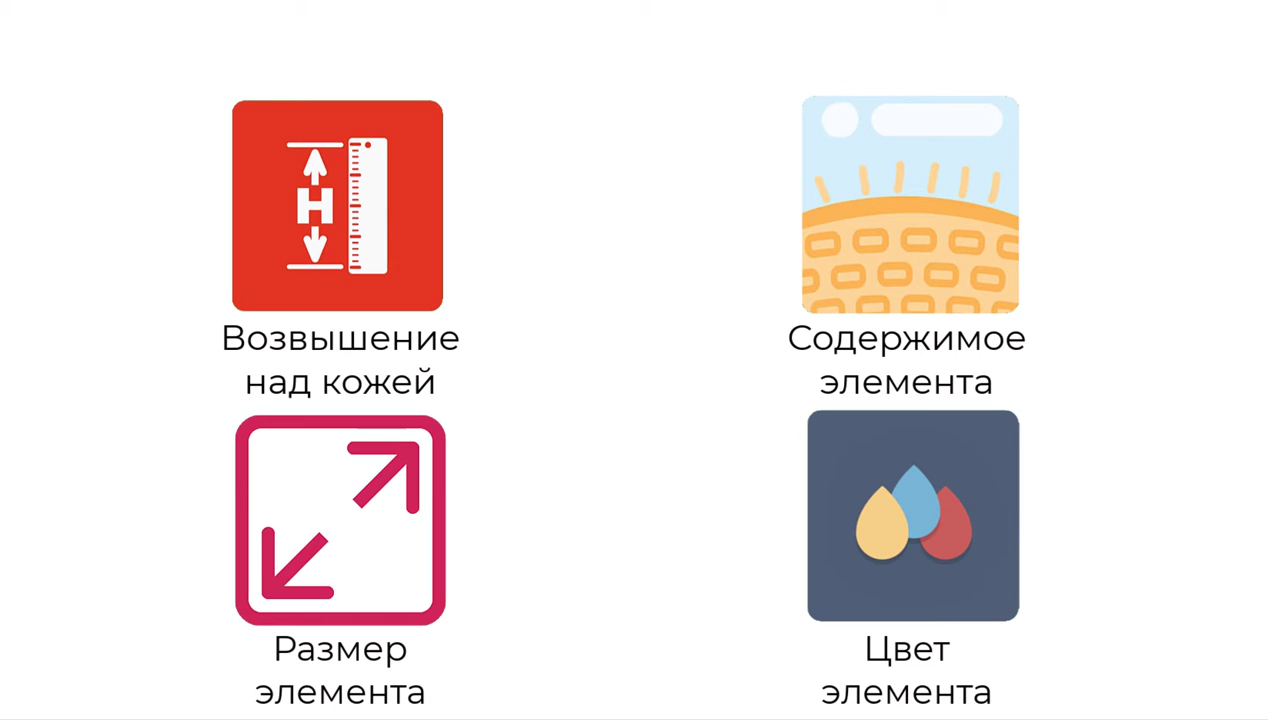 H
Возвышение
над кожей
Содержимое
элемента
Размер
элемента
Цвет
элемента